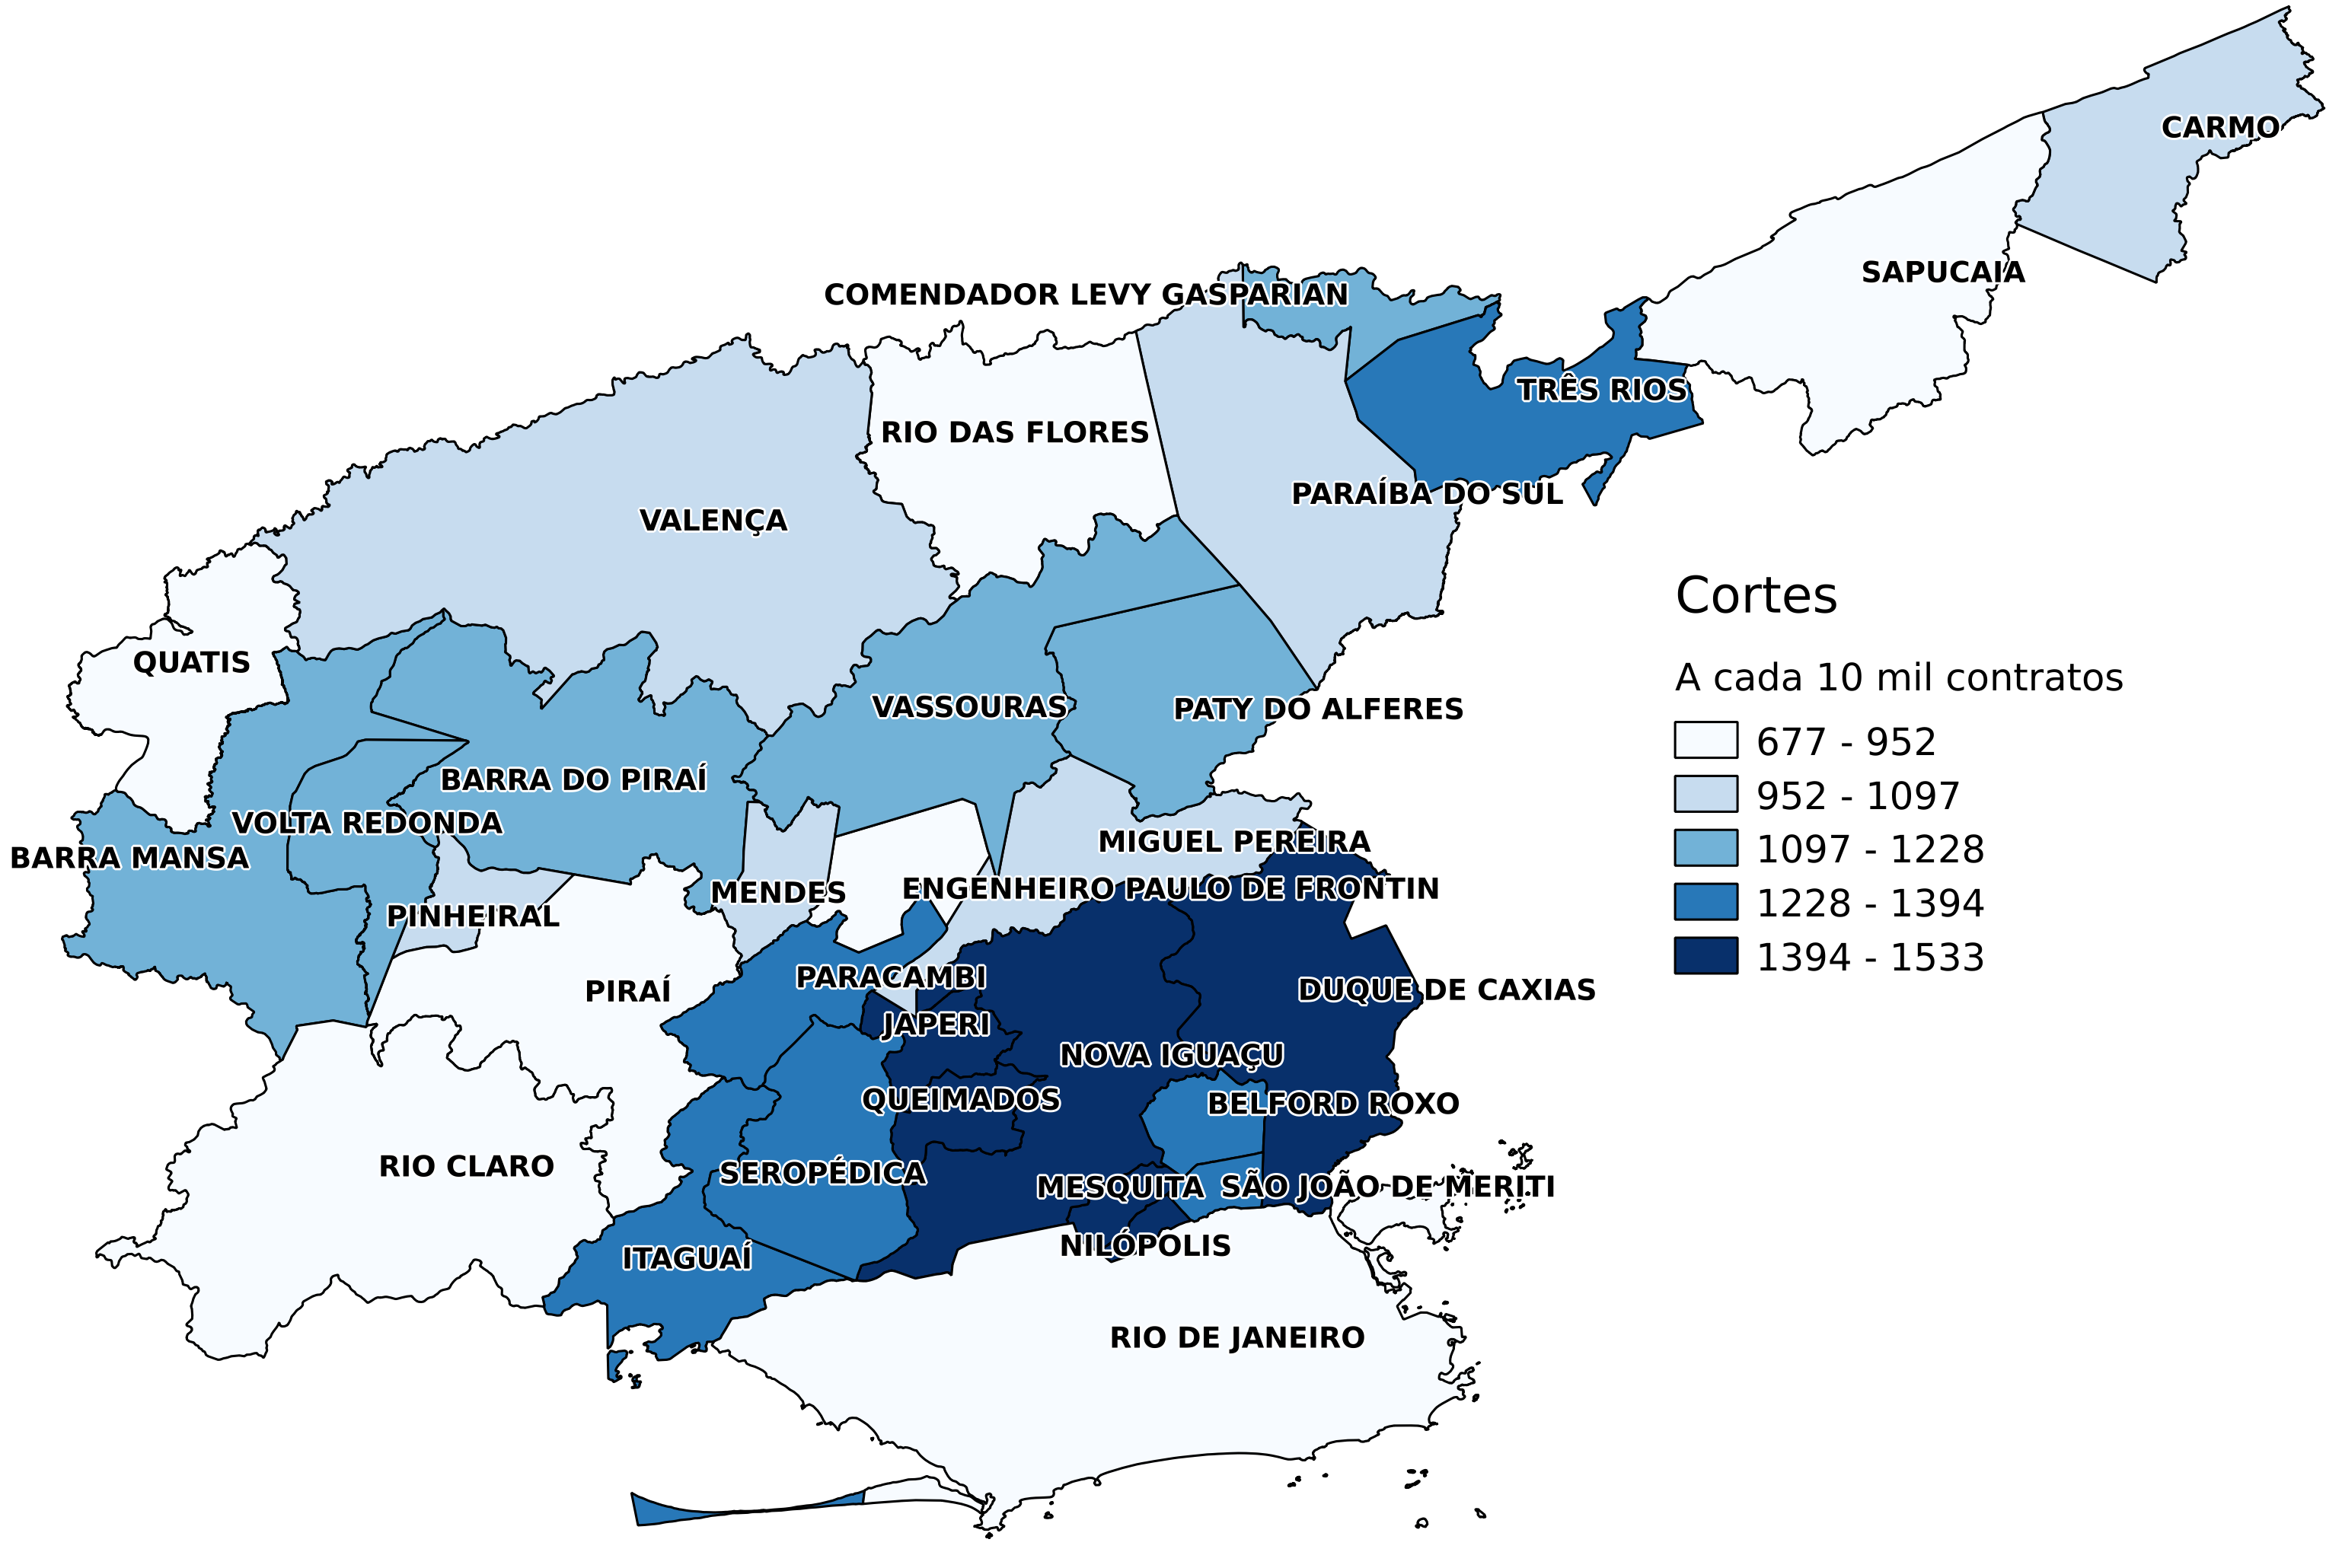 CARMO
SAPUCAIA
COMENDADOR LEVY GASPARIAN
TRÊS RIOS
RIO DAS FLORES
PARAÍBA DO SUL
VALENÇA
QUATIS
VASSOURAS
PATY DO ALFERES
BARRA DO PIRAÍ
VOLTA REDONDA
MIGUEL PEREIRA
BARRA MANSA
MENDES
ENGENHEIRO PAULO DE FRONTIN
PINHEIRAL
PARACAMBI
PIRAÍ
DUQUE DE CAXIAS
JAPERI
NOVA IGUAÇU
QUEIMADOS
BELFORD ROXO
RIO CLARO
SEROPÉDICA
MESQUITA
SÃO JOÃO DE MERITI
NILÓPOLIS
ITAGUAÍ
RIO DE JANEIRO
Cortes
A cada 10 mil contratos
677 - 952
952 - 1097
1097 - 1228
1228 - 1394
1394 - 1533